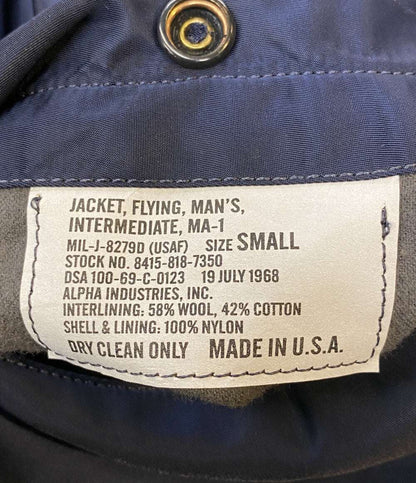 JACKET, FLYING, MAN'S,
INTERMEDIATE, MA-1
MIL-J-8279D (USAF) SIZE SMALL
STOCK NO. 8415-818-7350
DSA 100-69-C-0123 19 JULY 1968
ALPHA INDUSTRIES, INC.
INTERLINING: 58% WOOL, 42% COTTON
SHELL & LINING: 100% NYLON
DRY CLEAN ONLY MADE IN U.S.A.